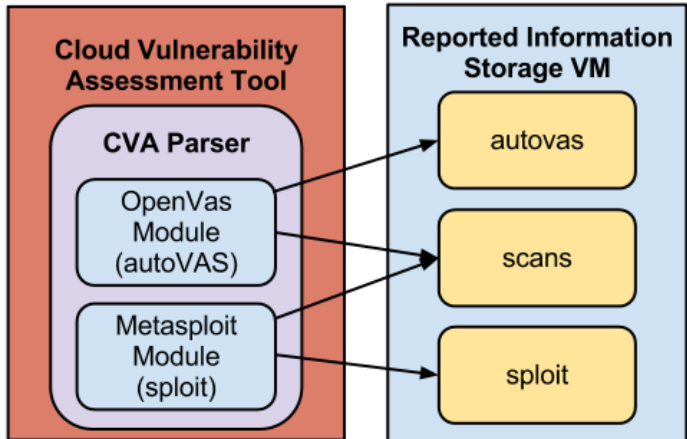 Cloud Vulnerability
Assessment Tool
CVA Parser
OpenVas
Module
(autoVAS)
Metasploit
Module
(sploit)
Reported Information
Storage VM
autovas
scans
sploit